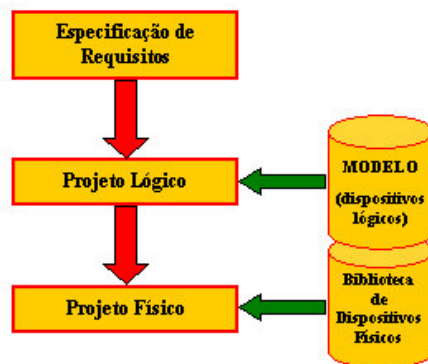 Especificação de
Requisitos
Projeto Lógico
MODELO
(dispositivos
lógicos)
Projeto Físico
Biblioteca
de
Dispositivos
Físicos